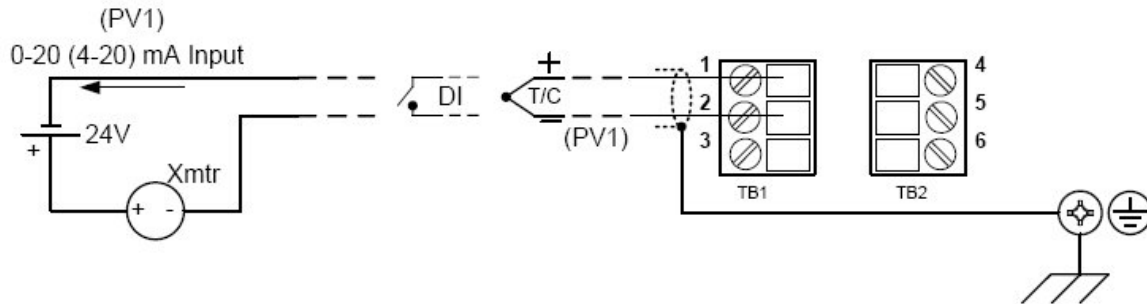 (PV1)
0-20 (4-20) mA Input
24V
+
Xmtr
+ -
DI
+
T/C
(PV1)
1
2
3
TB1
4
5
6
TB2